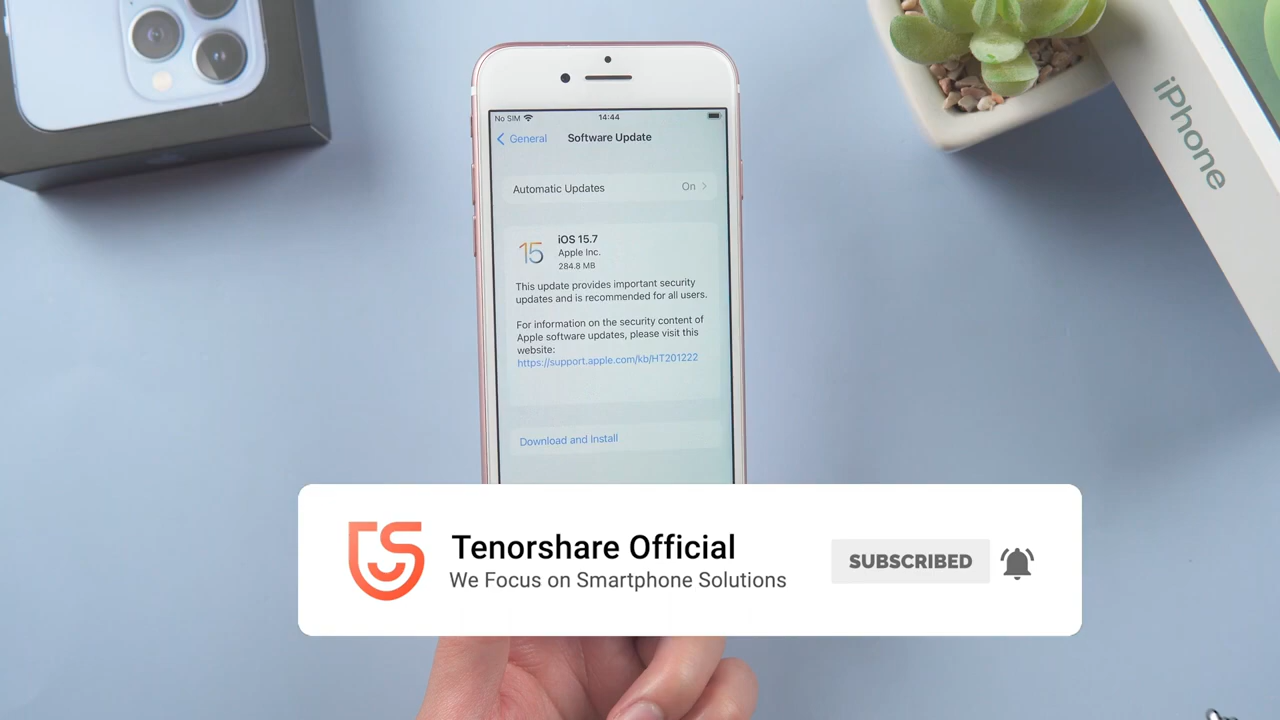 No SIM
14:44
General
Software Update
Automatic Updates
On
15
iOS 15.7
Apple Inc.
284.8 MB
This update provides important security
updates and is recommended for all users.
For information on the security content of
Apple software updates, please visit this
website:
https://support.apple.com/kb/HT201222
Download and Install
iPhone
Tenorshare Official
We Focus on Smartphone Solutions
SUBSCRIBED